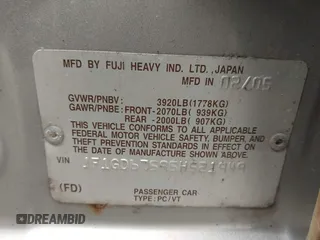 MFD BY FUJI HEAVY IND. LTD., JAPAN
02/05
GVWR/PNBV : 3920LB(1778KG)
GAWR/PNBE: FRONT-2070LB( 939KG)
REAR -2000LB( 907KG)
THIS VEHICLE CONFORMS TO ALL APPLICABLE
FEDERAL MOTOR VEHICLE SAFETY, BUMPER, AND
THEFT PREVENTION STANDARDS IN EFFECT ON
THE DATE OF MANUFACTURE SHOWN ABOVE.
VIN :
(FD)
PASSENGER CAR
TYPE: PC/VT
DREAMBID